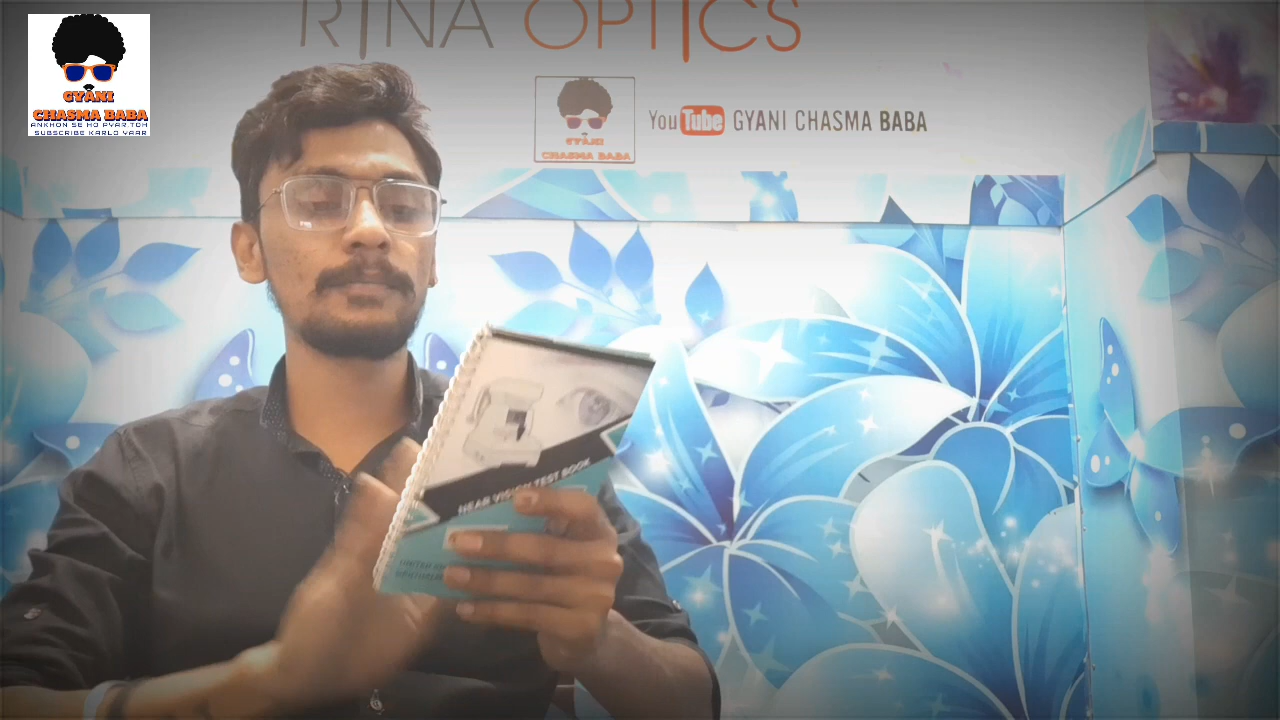 RINA OPTICS
GYANI
CHASMA BABA
ANKHON SE HO PYAR TOH
SUBSCRIBE KARLO YAAR
GYANI
CHASMA BABA
YouTube GYANI CHASMA BABA
NEAR VISION TEST BOOK